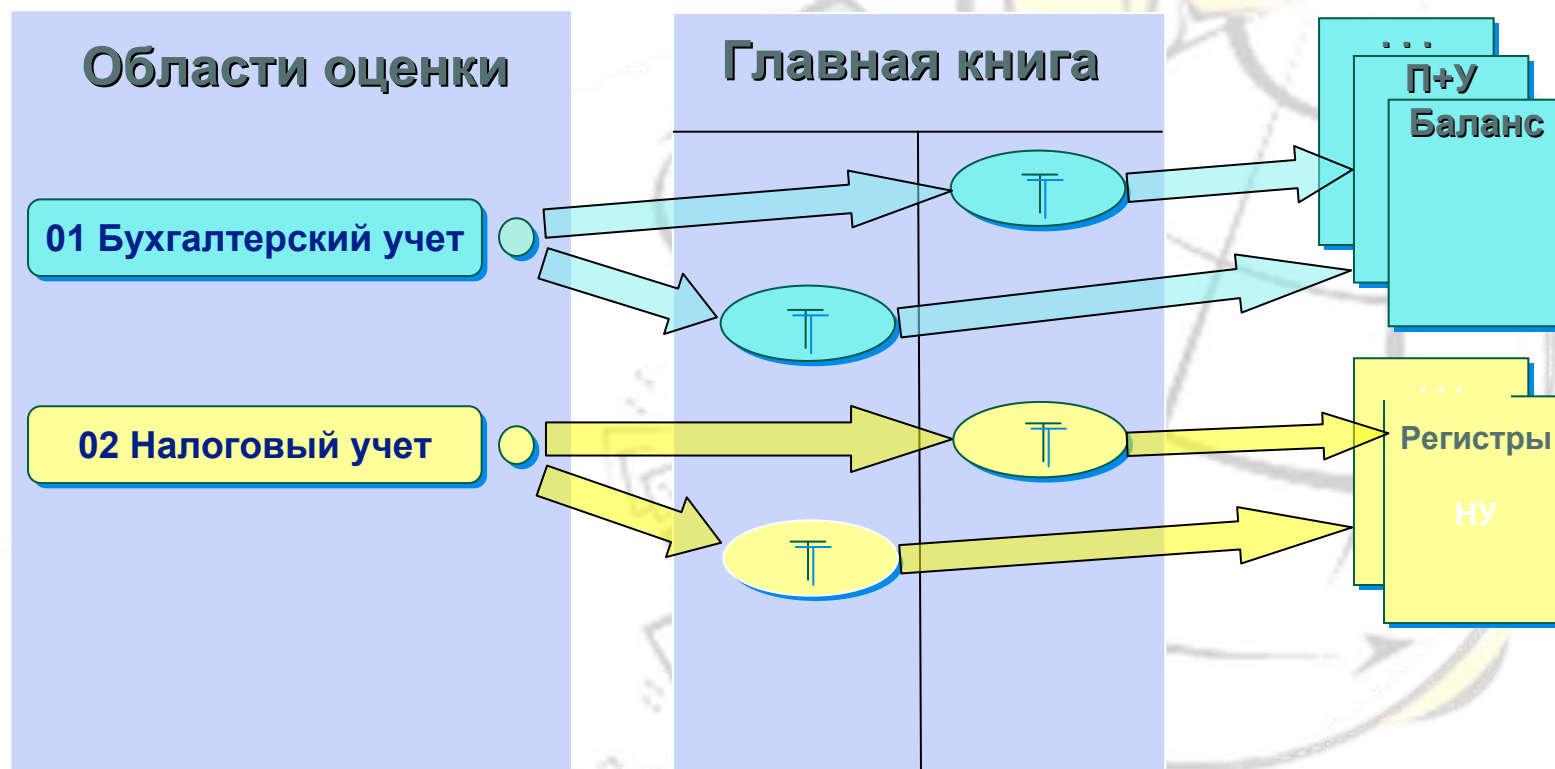 Области оценки
Главная книга
. . .
П+У
Баланс
01 Бухгалтерский учет
02 Налоговый учет
. . .
Регистры
НУ